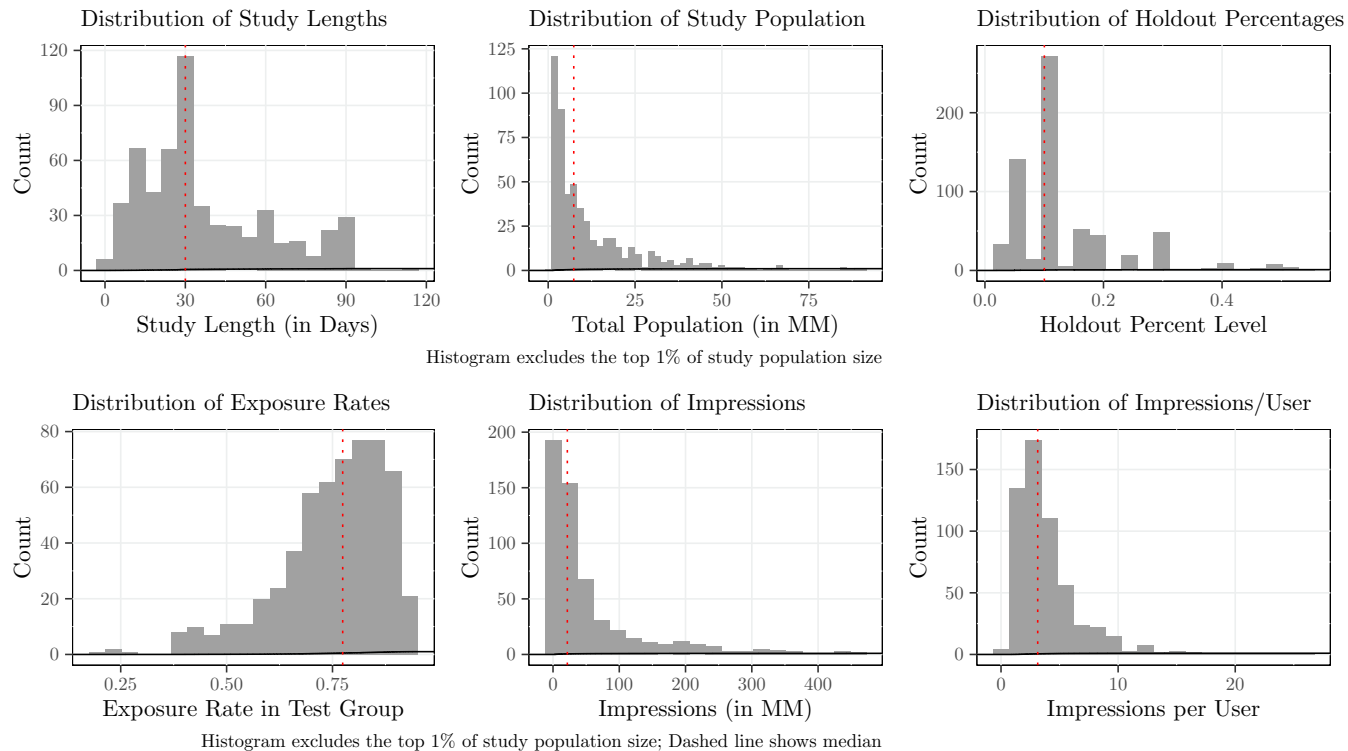 Distribution of Study Lengths
120
90
60
30
0
Count
0 30 60 90 120
Study Length (in Days)
Distribution of Study Population
125
100
75
50
25
0
Count
0 25 50 75
Total Population (in MM)
Distribution of Holdout Percentages
200
100
0
Count
0.0 0.2 0.4
Holdout Percent Level
Histogram excludes the top 1% of study population size
Distribution of Exposure Rates
80
60
40
20
0
Count
0.25 0.50 0.75
Exposure Rate in Test Group
Distribution of Impressions
200
150
100
50
0
Count
0 100 200 300 400
Impressions (in MM)
Distribution of Impressions/User
150
100
50
0
Count
0 10 20
Impressions per User
Histogram excludes the top 1% of study population size; Dashed line shows median